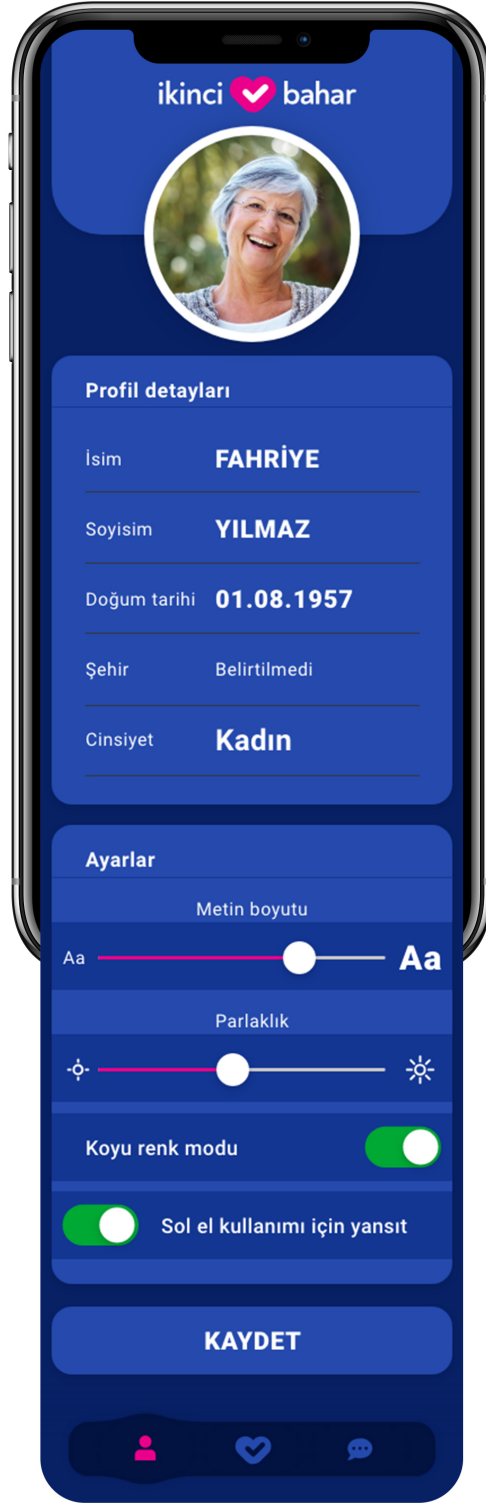 ikinci bahar
Profil detayları
İsim FAHRİYE
Soyisim YILMAZ
Doğum tarihi 01.08.1957
Şehir Belirtilmedi
Cinsiyet Kadın
Ayarlar
Metin boyutu
Aa Aa
Parlaklık
Koyu renk modu
Sol el kullanımı için yansıt
KAYDET